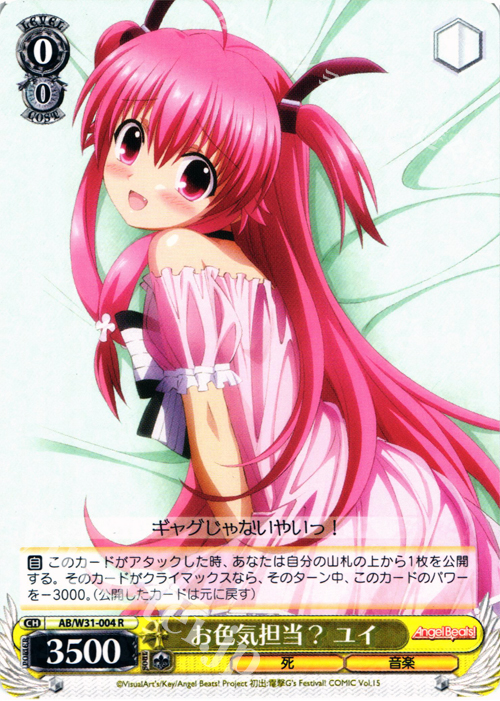 LEVEL
0
0
COST
ギャグじゃないやいっ！
自 このカードがアタックした時、あなたは自分の山札の上から1枚を公開
する。そのカードがクライマックスなら、そのターン中、このカードのパワー
を－3000。（公開したカードは元に戻す）
CH AB/W31-004 R
お色気担当？ ユイ
Angel Beats!
POWER 3500 SOUL
死 音楽
©VisualArt's/Key/Angel Beats! Project 初出:電撃G's Festival! COMIC Vol.15